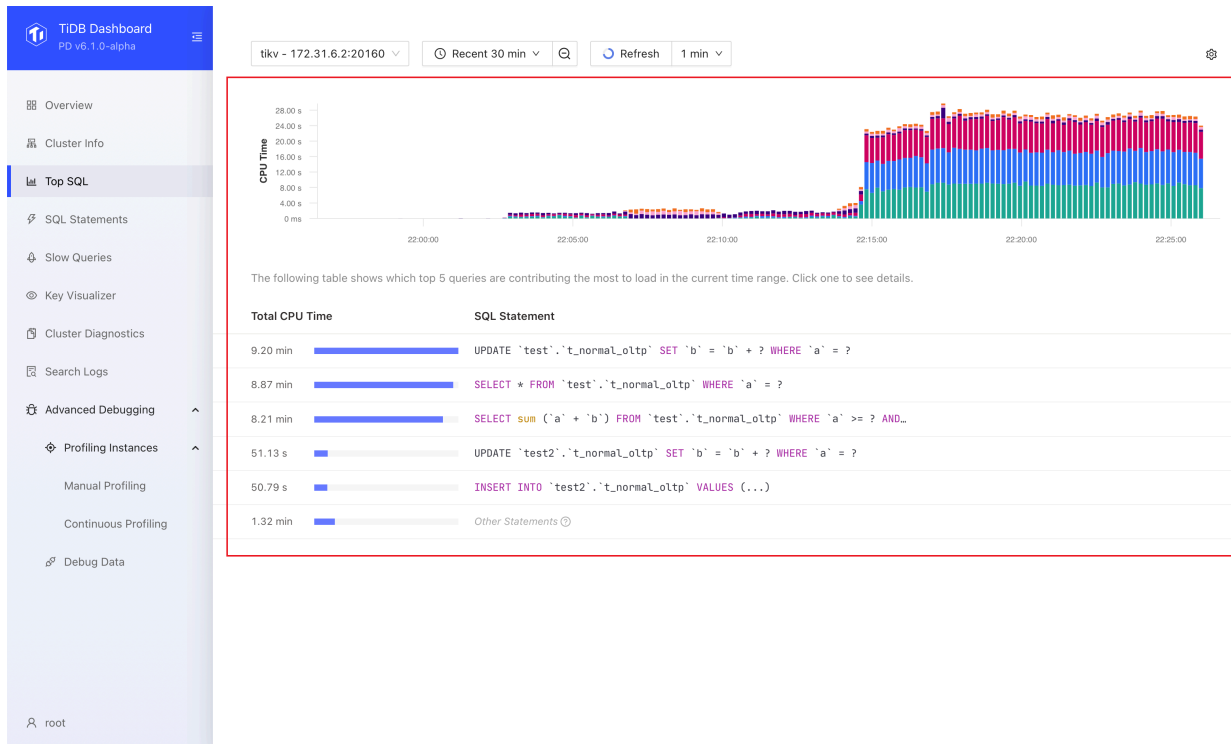 TiDB Dashboard
PD v6.1.0-alpha
Overview
Cluster Info
Top SQL
SQL Statements
Slow Queries
Key Visualizer
Cluster Diagnostics
Search Logs
Advanced Debugging
Profiling Instances
Manual Profiling
Continuous Profiling
Debug Data
root
tikv - 172.31.6.2:20160
Recent 30 min
Refresh
1 min
CPU Time
28.00 s
24.00 s
20.00 s
16.00 s
12.00 s
8.00 s
4.00 s
0 ms
22:00:00 22:05:00 22:10:00 22:15:00 22:20:00 22:25:00
The following table shows which top 5 queries are contributing the most to load in the current time range. Click one to see details.
Total CPU Time SQL Statement
9.20 min UPDATE `test`.`t_normal_oltp` SET `b` = `b` + ? WHERE `a` = ?
8.87 min SELECT * FROM `test`.`t_normal_oltp` WHERE `a` = ?
8.21 min SELECT sum (`a` + `b`) FROM `test`.`t_normal_oltp` WHERE `a` >= ? AND…
51.13 s UPDATE `test2`.`t_normal_oltp` SET `b` = `b` + ? WHERE `a` = ?
50.79 s INSERT INTO `test2`.`t_normal_oltp` VALUES (...)
1.32 min Other Statements